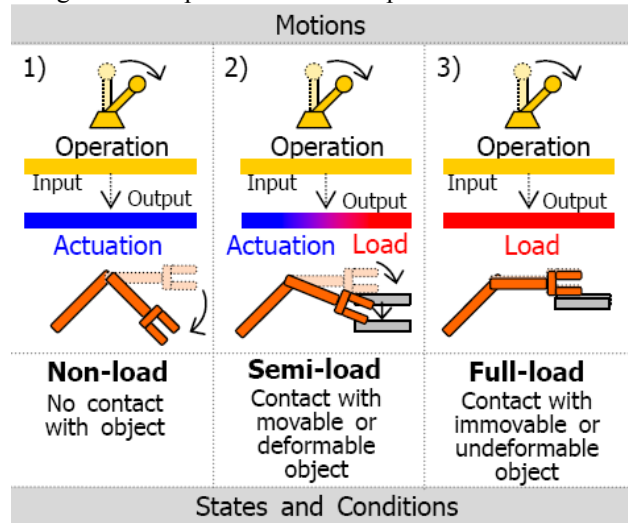 Motions
1)
Operation
Input
Output
Actuation
Non-load
No contact
with object
2)
Operation
Input
Output
Actuation Load
Semi-load
Contact with
movable or
deformable
object
3)
Operation
Input
Output
Load
Full-load
Contact with
immovable or
undeformable
object
States and Conditions